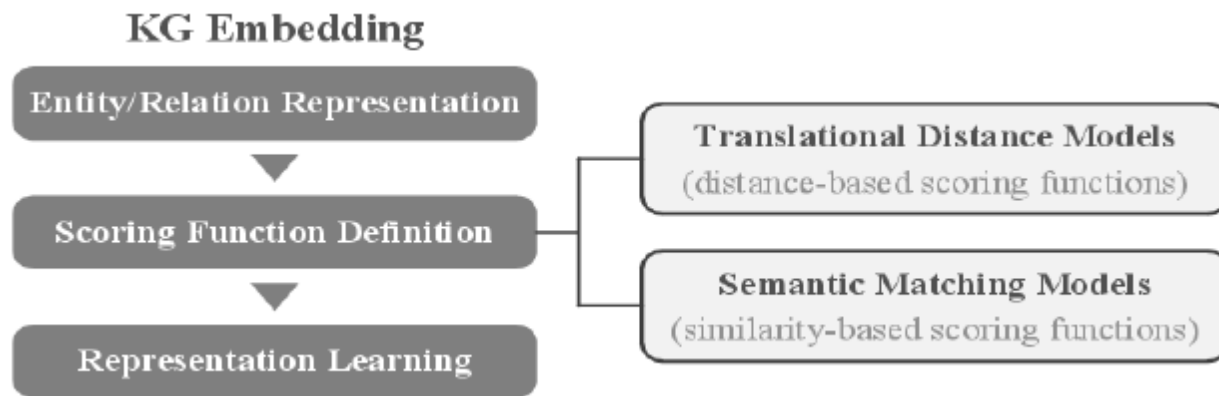 KG Embedding
Entity/Relation Representation
Scoring Function Definition
Representation Learning
Translational Distance Models
(distance-based scoring functions)
Semantic Matching Models
(similarity-based scoring functions)